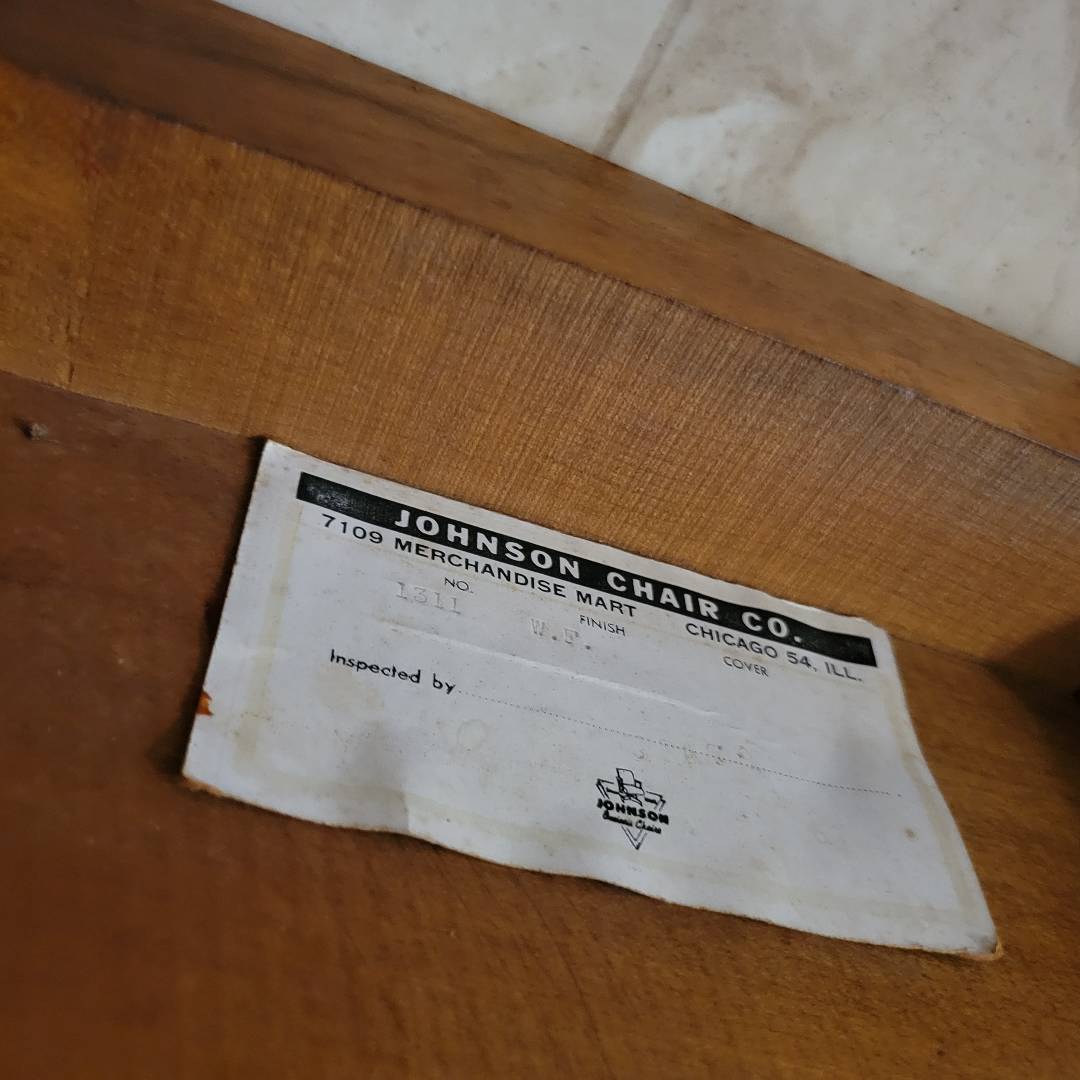 JOHNSON CHAIR CO.
7109 MERCHANDISE MART CHICAGO 54, ILL.
NO. FINISH COVER
1311 W.F.
Inspected by
JOHNSON